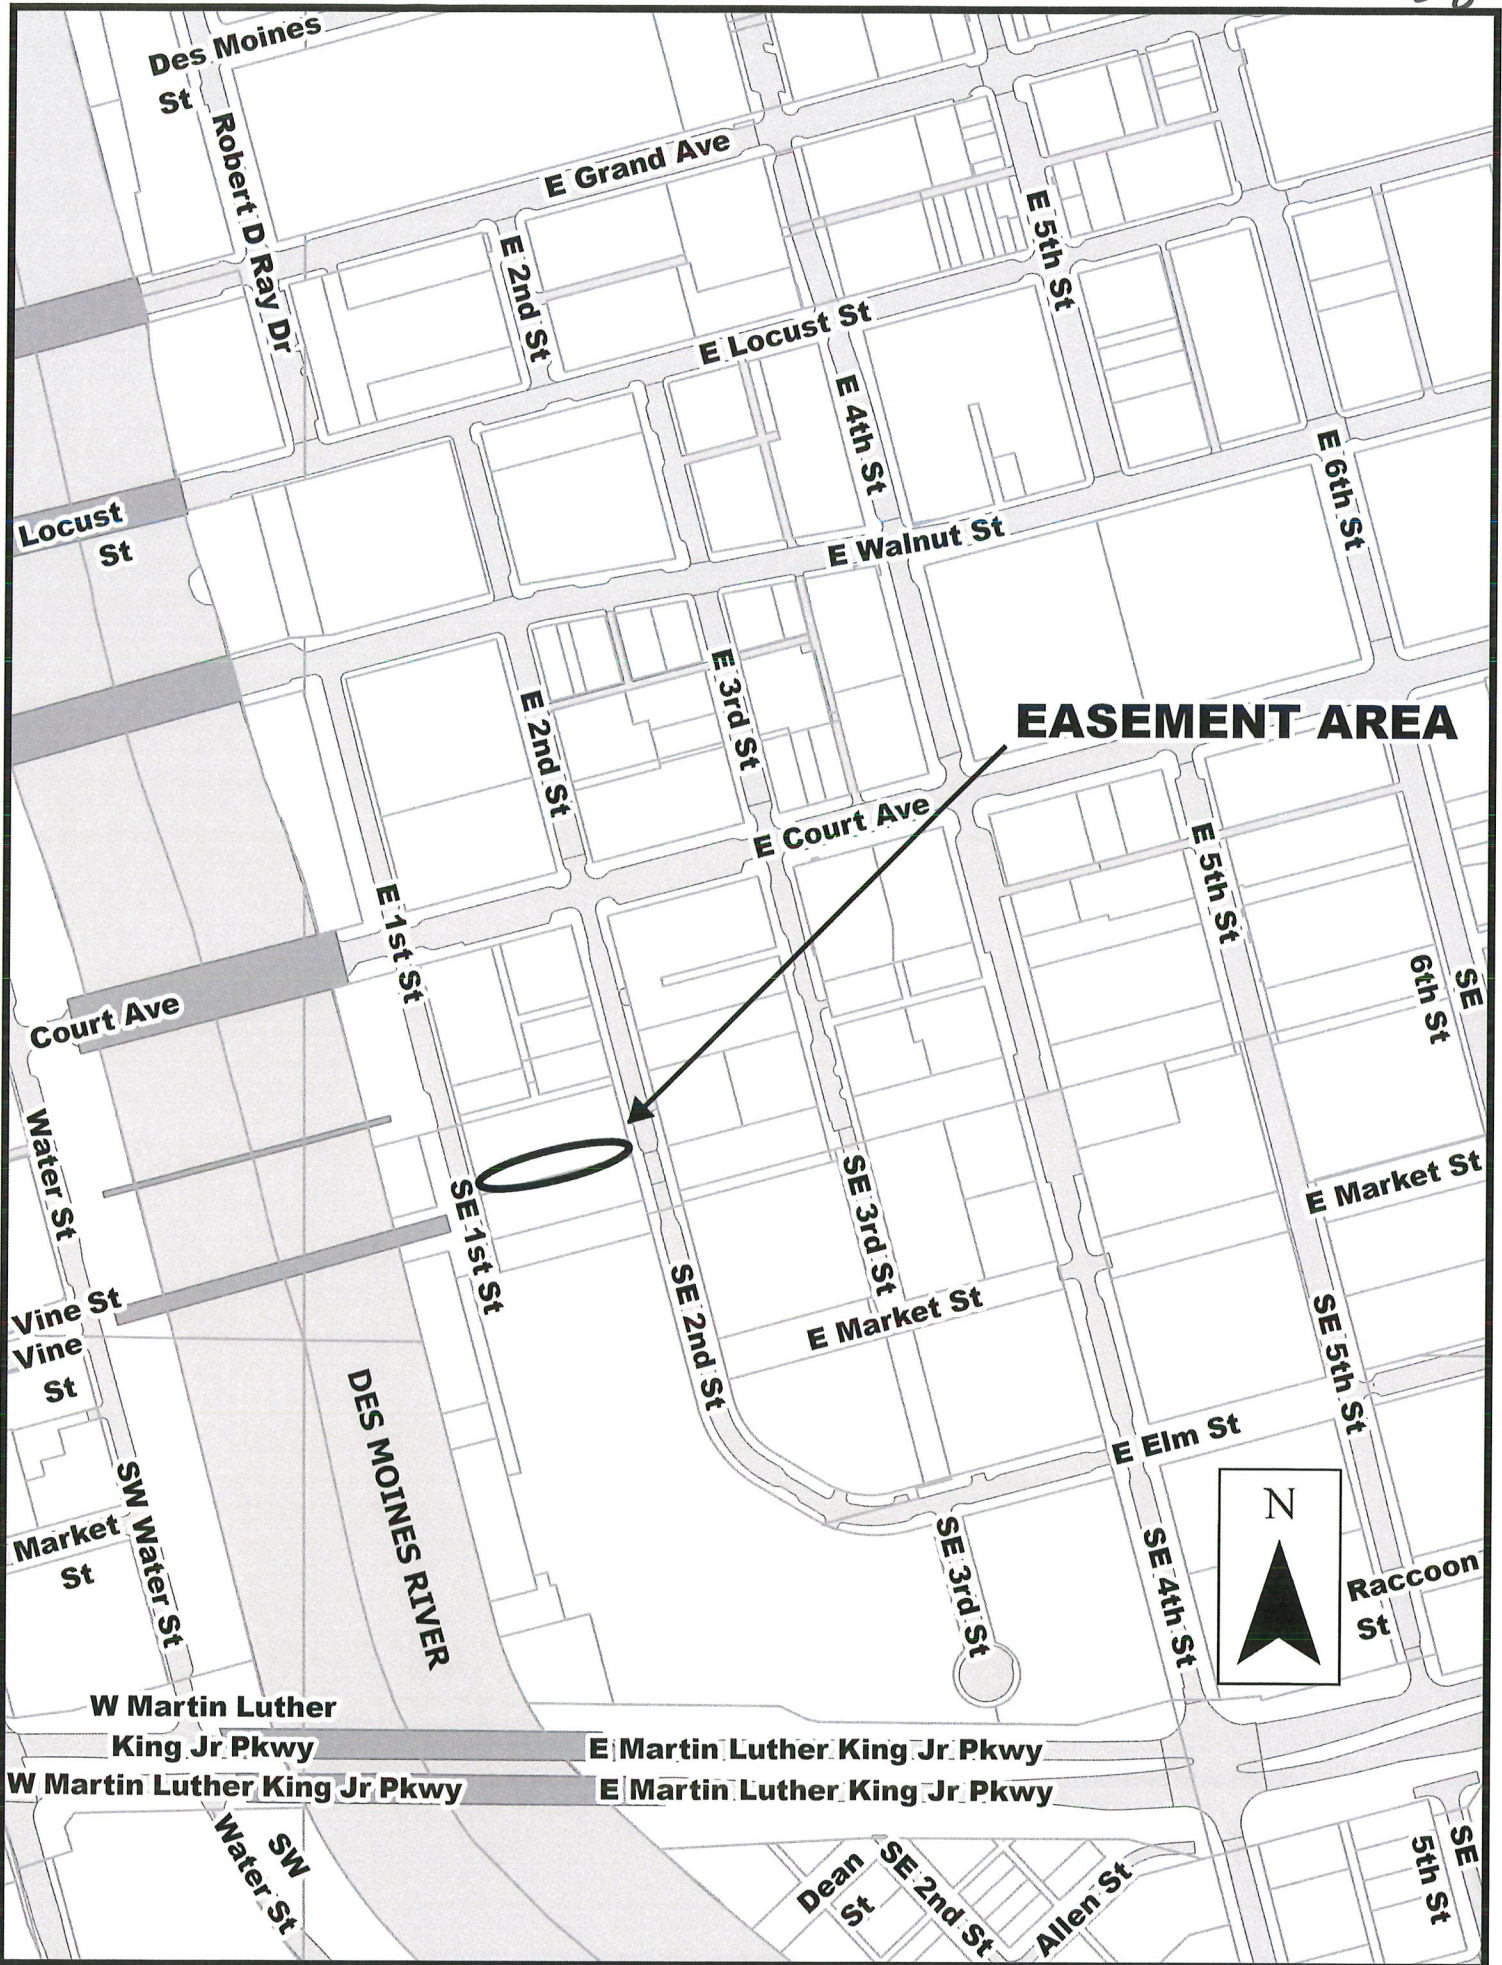 Des Moines
St
Robert D Ray Dr
E Grand Ave
E 2nd St
E 5th St
E Locust St
E 4th St
E 6th St
Locust
St
E Walnut St
E 3rd St
E 2nd St
EASEMENT AREA
E Court Ave
E 5th St
E 1st St
SE
6th St
Court Ave
Water St
SE 1st St
SE 3rd St
E Market St
SE 2nd St
E Market St
Vine St
Vine
St
SE 5th St
DES MOINES RIVER
E Elm St
SW Water St
N
Market
St
SE 3rd St
SE 4th St
Raccoon
St
W Martin Luther
King Jr Pkwy
E Martin Luther King Jr Pkwy
W Martin Luther King Jr Pkwy
E Martin Luther King Jr Pkwy
SW
Water St
Dean
St
SE 2nd St
Allen St
SE
5th St